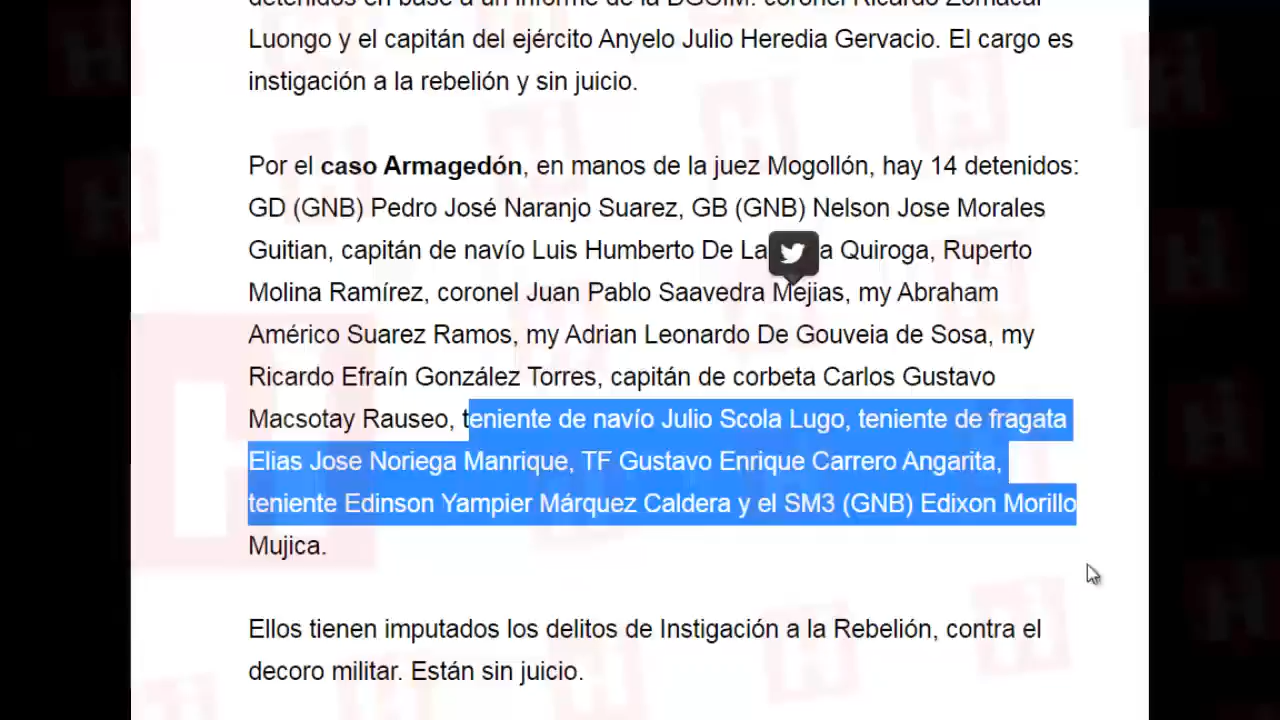 Luongo y el capitán del ejército Anyelo Julio Heredia Gervacio. El cargo es
instigación a la rebelión y sin juicio.
Por el caso Armagedón, en manos de la juez Mogollón, hay 14 detenidos:
GD (GNB) Pedro José Naranjo Suarez, GB (GNB) Nelson Jose Morales
Guitian, capitán de navío Luis Humberto De La Quiroga, Ruperto
Molina Ramírez, coronel Juan Pablo Saavedra Mejias, my Abraham
Américo Suarez Ramos, my Adrian Leonardo De Gouveia de Sosa, my
Ricardo Efraín González Torres, capitán de corbeta Carlos Gustavo
Macsotay Rauseo, teniente de navío Julio Scola Lugo, teniente de fragata
Elias Jose Noriega Manrique, TF Gustavo Enrique Carrero Angarita,
teniente Edinson Yampier Márquez Caldera y el SM3 (GNB) Edixon Morillo
Mujica.
Ellos tienen imputados los delitos de Instigación a la Rebelión, contra el
decoro militar. Están sin juicio.